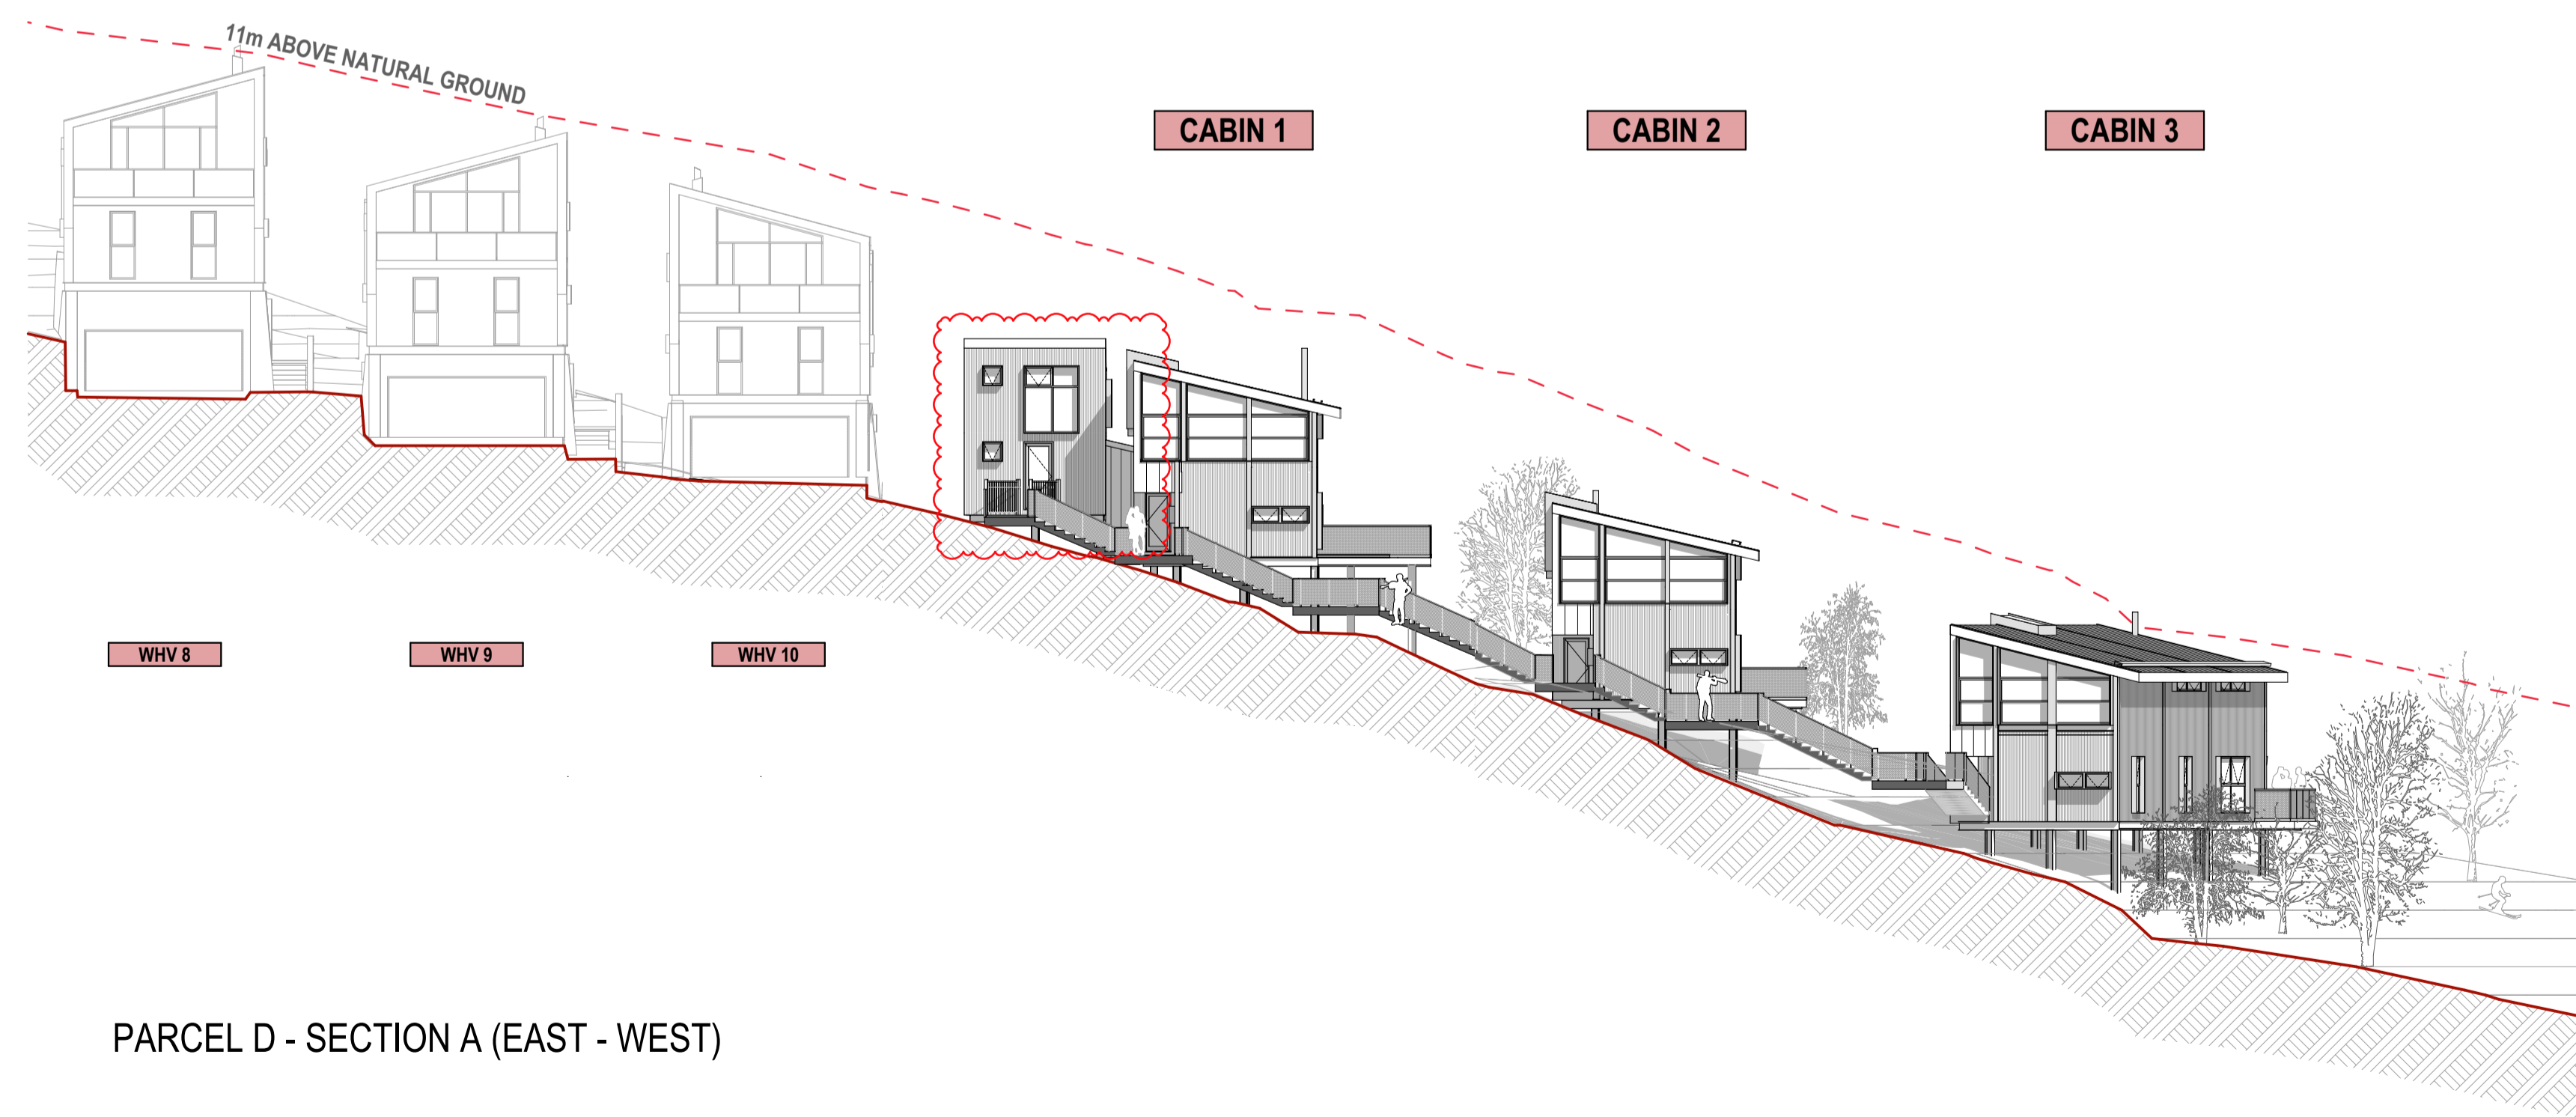 11m ABOVE NATURAL GROUND
CABIN 1
CABIN 2
CABIN 3
WHV 8
WHV 9
WHV 10
PARCEL D - SECTION A (EAST - WEST)